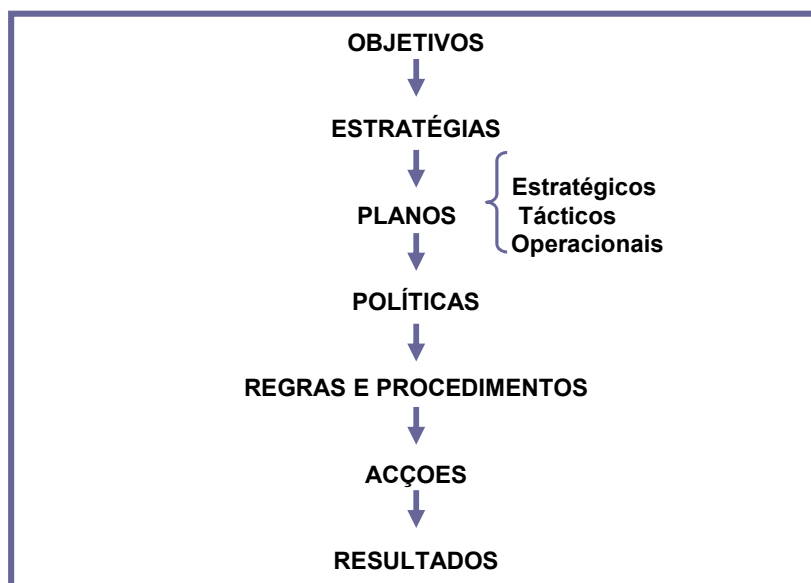 OBJETIVOS
ESTRATÉGIAS
Estratégicos
PLANOS
Tácticos
Operacionais
POLÍTICAS
REGRAS E PROCEDIMENTOS
ACÇOES
RESULTADOS